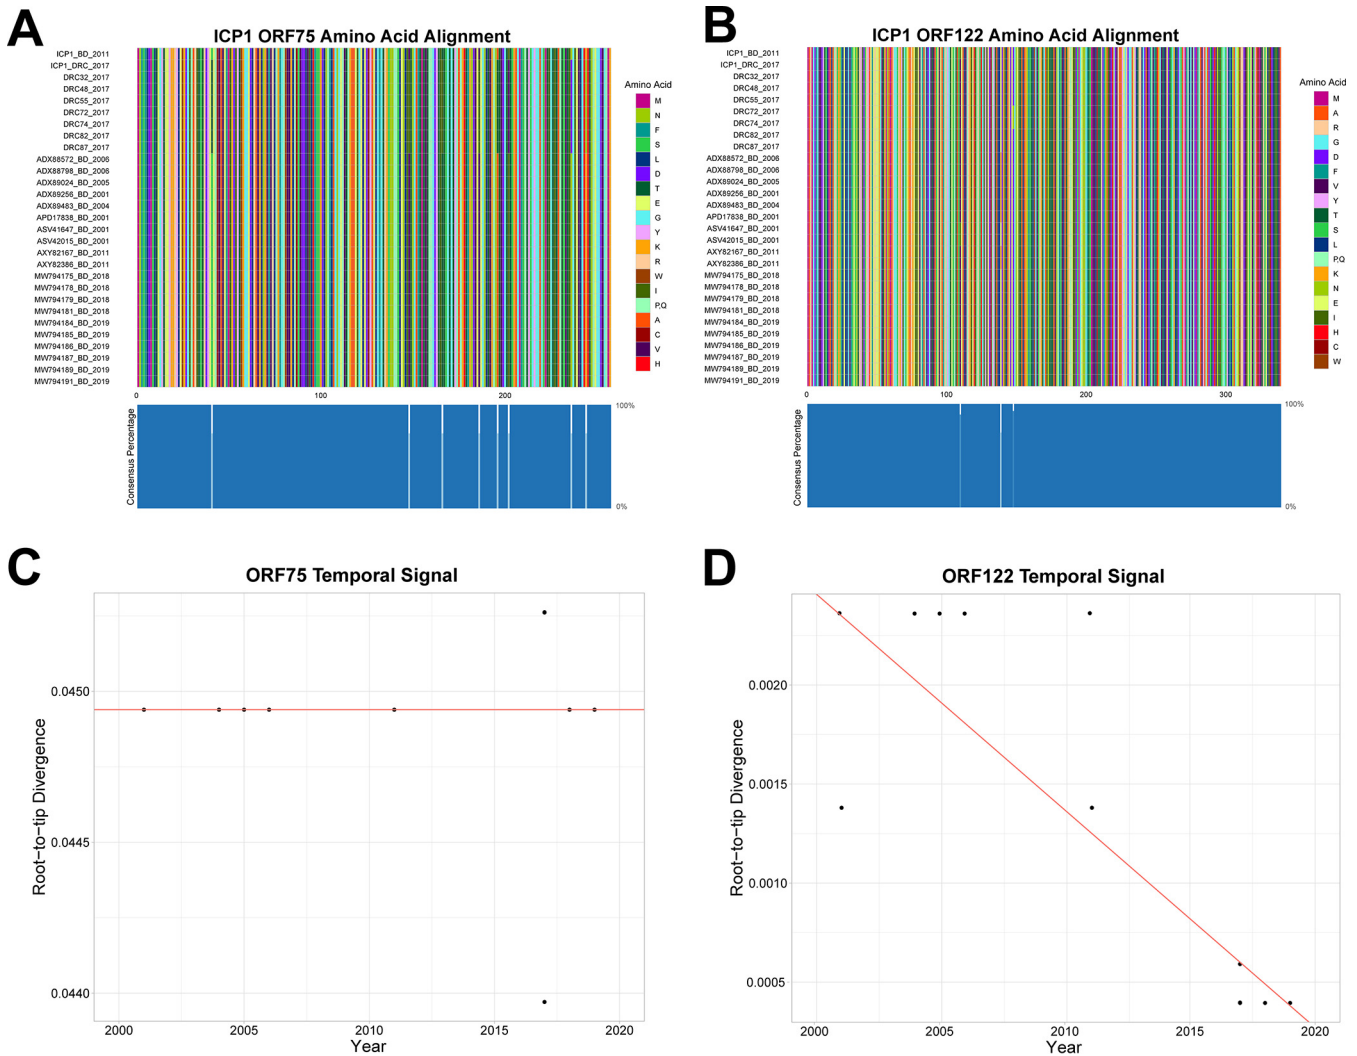 A
ICP1 ORF75 Amino Acid Alignment
ICP1_BD_2011
ICP1_DRC_2017
DRC32_2017
DRC48_2017
DRC55_2017
DRC72_2017
DRC74_2017
DRC82_2017
DRC87_2017
ADX88572_BD_2006
ADX88798_BD_2006
ADX89024_BD_2005
ADX89256_BD_2001
ADX89483_BD_2004
APD17838_BD_2001
ASV41647_BD_2001
ASV42015_BD_2001
AXY82167_BD_2011
AXY82386_BD_2011
MW794175_BD_2018
MW794178_BD_2018
MW794179_BD_2018
MW794181_BD_2018
MW794184_BD_2019
MW794185_BD_2019
MW794186_BD_2019
MW794187_BD_2019
MW794189_BD_2019
MW794191_BD_2019
0 100 200
Amino Acid
M
N
F
S
L
D
T
E
G
Y
K
R
W
I
P,Q
A
C
V
H
Consensus Percentage
100%
0%
B
ICP1 ORF122 Amino Acid Alignment
ICP1_BD_2011
ICP1_DRC_2017
DRC32_2017
DRC48_2017
DRC55_2017
DRC72_2017
DRC74_2017
DRC82_2017
DRC87_2017
ADX88572_BD_2006
ADX88798_BD_2006
ADX89024_BD_2005
ADX89256_BD_2001
ADX89483_BD_2004
APD17838_BD_2001
ASV41647_BD_2001
ASV42015_BD_2001
AXY82167_BD_2011
AXY82386_BD_2011
MW794175_BD_2018
MW794178_BD_2018
MW794179_BD_2018
MW794181_BD_2018
MW794184_BD_2019
MW794185_BD_2019
MW794186_BD_2019
MW794187_BD_2019
MW794189_BD_2019
MW794191_BD_2019
0 100 200 300
Amino Acid
M
A
R
G
D
F
V
Y
T
S
L
P,Q
K
N
E
I
H
C
W
Consensus Percentage
100%
0%
C
ORF75 Temporal Signal
Root-to-tip Divergence
0.0450
0.0445
0.0440
2000 2005 2010 2015 2020
Year
D
ORF122 Temporal Signal
Root-to-tip Divergence
0.0020
0.0015
0.0010
0.0005
2000 2005 2010 2015 2020
Year